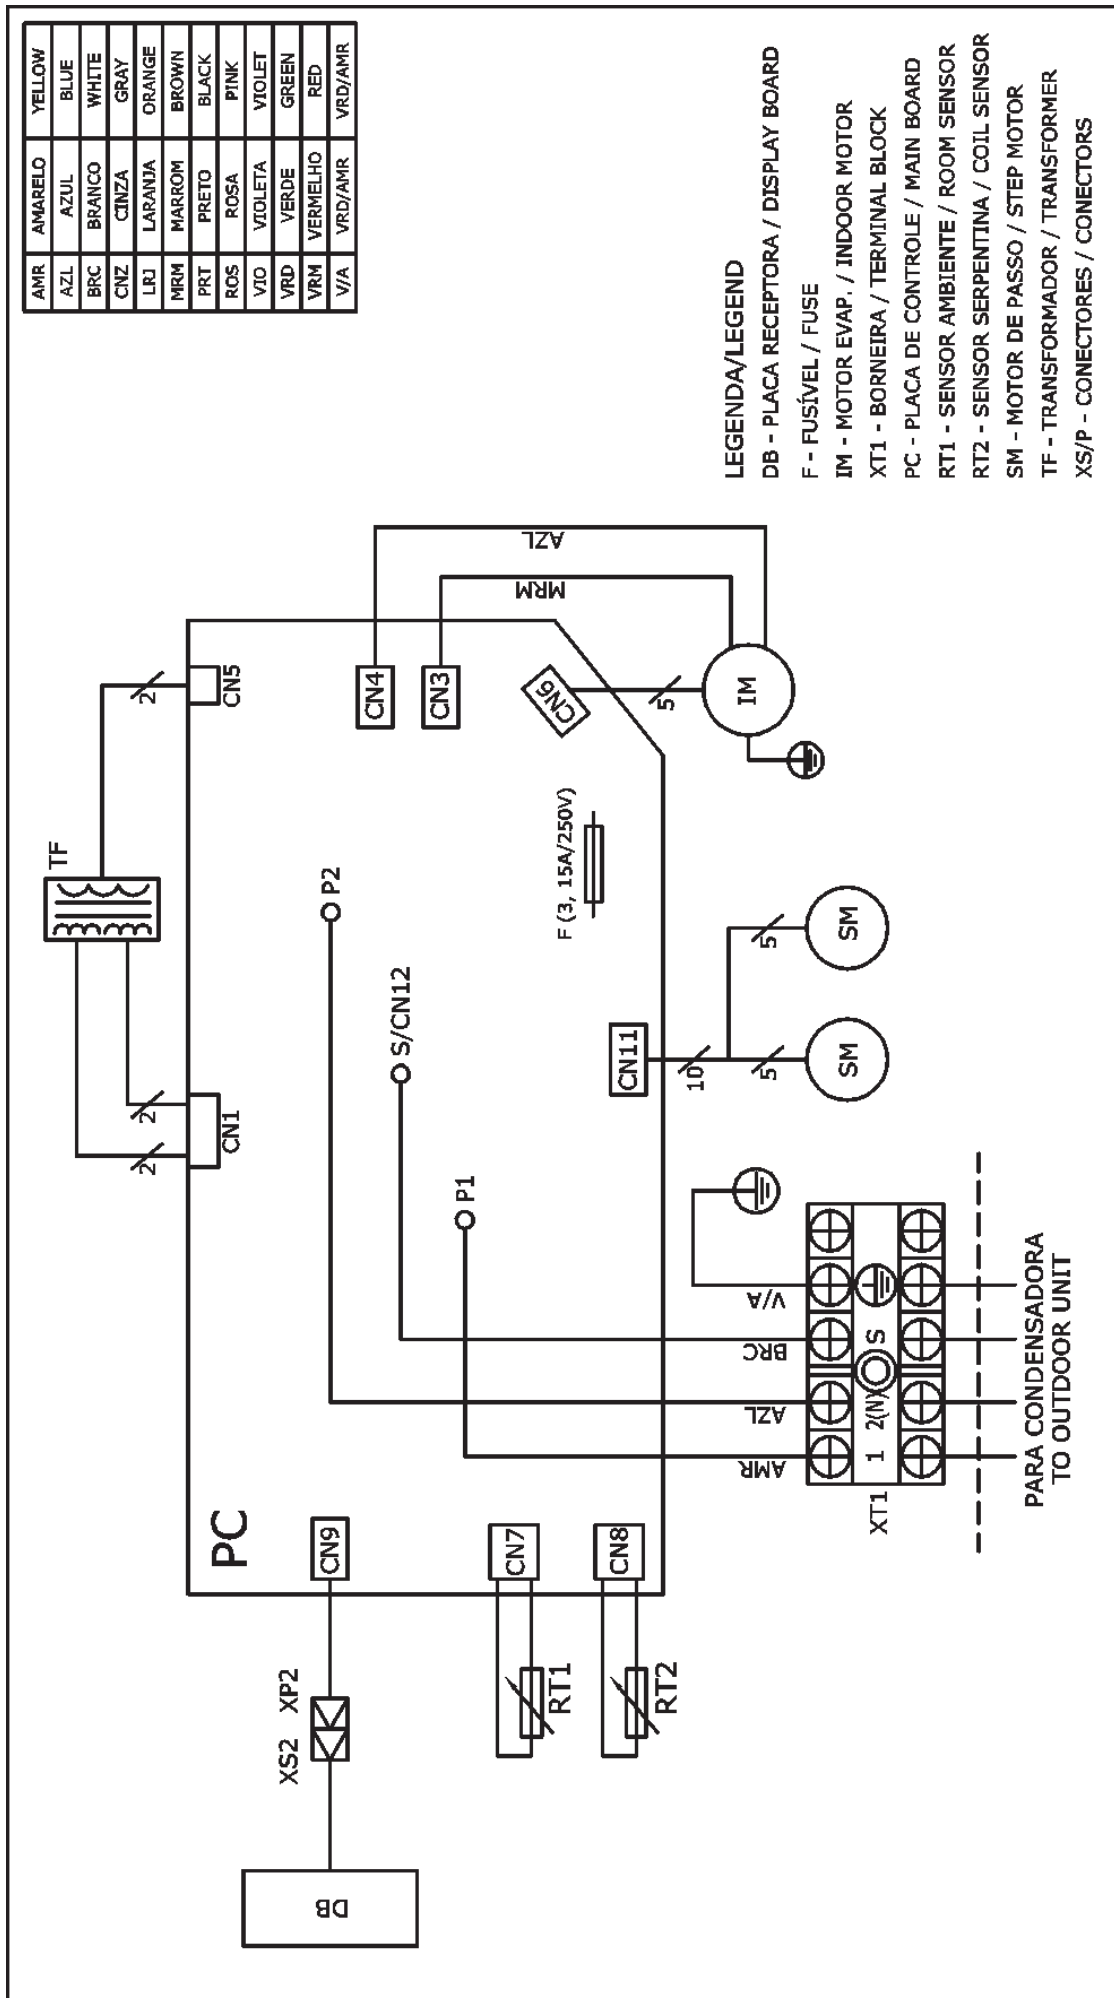 AMR AMARELO YELLOW
AZL AZUL BLUE
BRC BRANCO WHITE
CNZ CINZA GRAY
LRJ LARANJA ORANGE
MRM MARROM BROWN
PRT PRETO BLACK
ROS ROSA PINK
VIO VIOLETA VIOLET
VRD VERDE GREEN
VRM VERMELHO RED
V/A VRD/AMR VRD/AMR
TF
2
2
2
CN1
CN5
PC
DB
XS2 XP2
CN9
P2
S/CN12
P1
CN4
CN3
CN6
AZL
MRM
CN7
RT1
CN8
RT2
F (3, 15A/250V)
CN11
10
5
5
5
SM
SM
IM
AMR
AZL
BRC
V/A
XT1
1
2(N)
S
PARA CONDENSADORA
TO OUTDOOR UNIT
LEGENDA/LEGEND
DB - PLACA RECEPTORA / DISPLAY BOARD
F - FUSÍVEL / FUSE
IM - MOTOR EVAP. / INDOOR MOTOR
XT1 - BORNEIRA / TERMINAL BLOCK
PC - PLACA DE CONTROLE / MAIN BOARD
RT1 - SENSOR AMBIENTE / ROOM SENSOR
RT2 - SENSOR SERPENTINA / COIL SENSOR
SM - MOTOR DE PASSO / STEP MOTOR
TF - TRANSFORMADOR / TRANSFORMER
XS/P - CONECTORES / CONECTORS